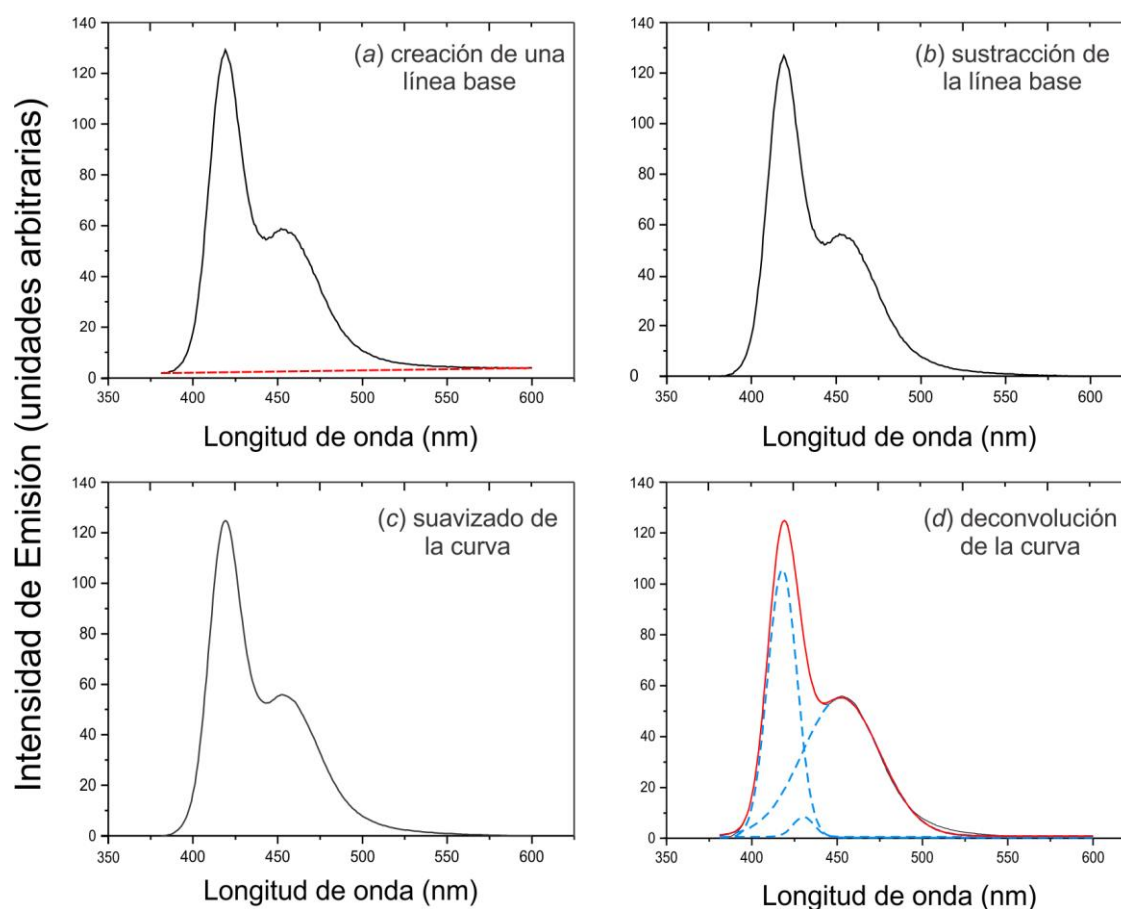 Intensidad de Emisión (unidades arbitrarias)
(a) creación de una
línea base
140
120
100
80
60
40
20
0
350 400 450 500 550 600
Longitud de onda (nm)
(b) sustracción de
la línea base
140
120
100
80
60
40
20
0
350 400 450 500 550 600
Longitud de onda (nm)
(c) suavizado de
la curva
140
120
100
80
60
40
20
0
350 400 450 500 550 600
Longitud de onda (nm)
(d) deconvolución
de la curva
140
120
100
80
60
40
20
0
350 400 450 500 550 600
Longitud de onda (nm)